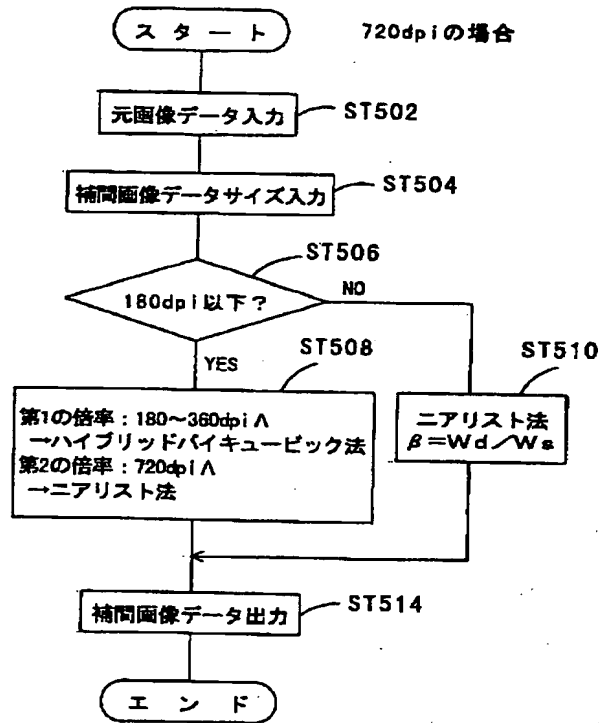 スタート
720dpiの場合
元画像データ入力
ST502
補間画像データサイズ入力
ST504
ST506
180dpi以下?
NO
YES
ST508
ST510
第1の倍率:180〜360dpiへ
→ハイブリッドバイキュービック法
第2の倍率:720dpiへ
→ニアリスト法
ニアリスト法
β=Wd/Ws
補間画像データ出力
ST514
エンド